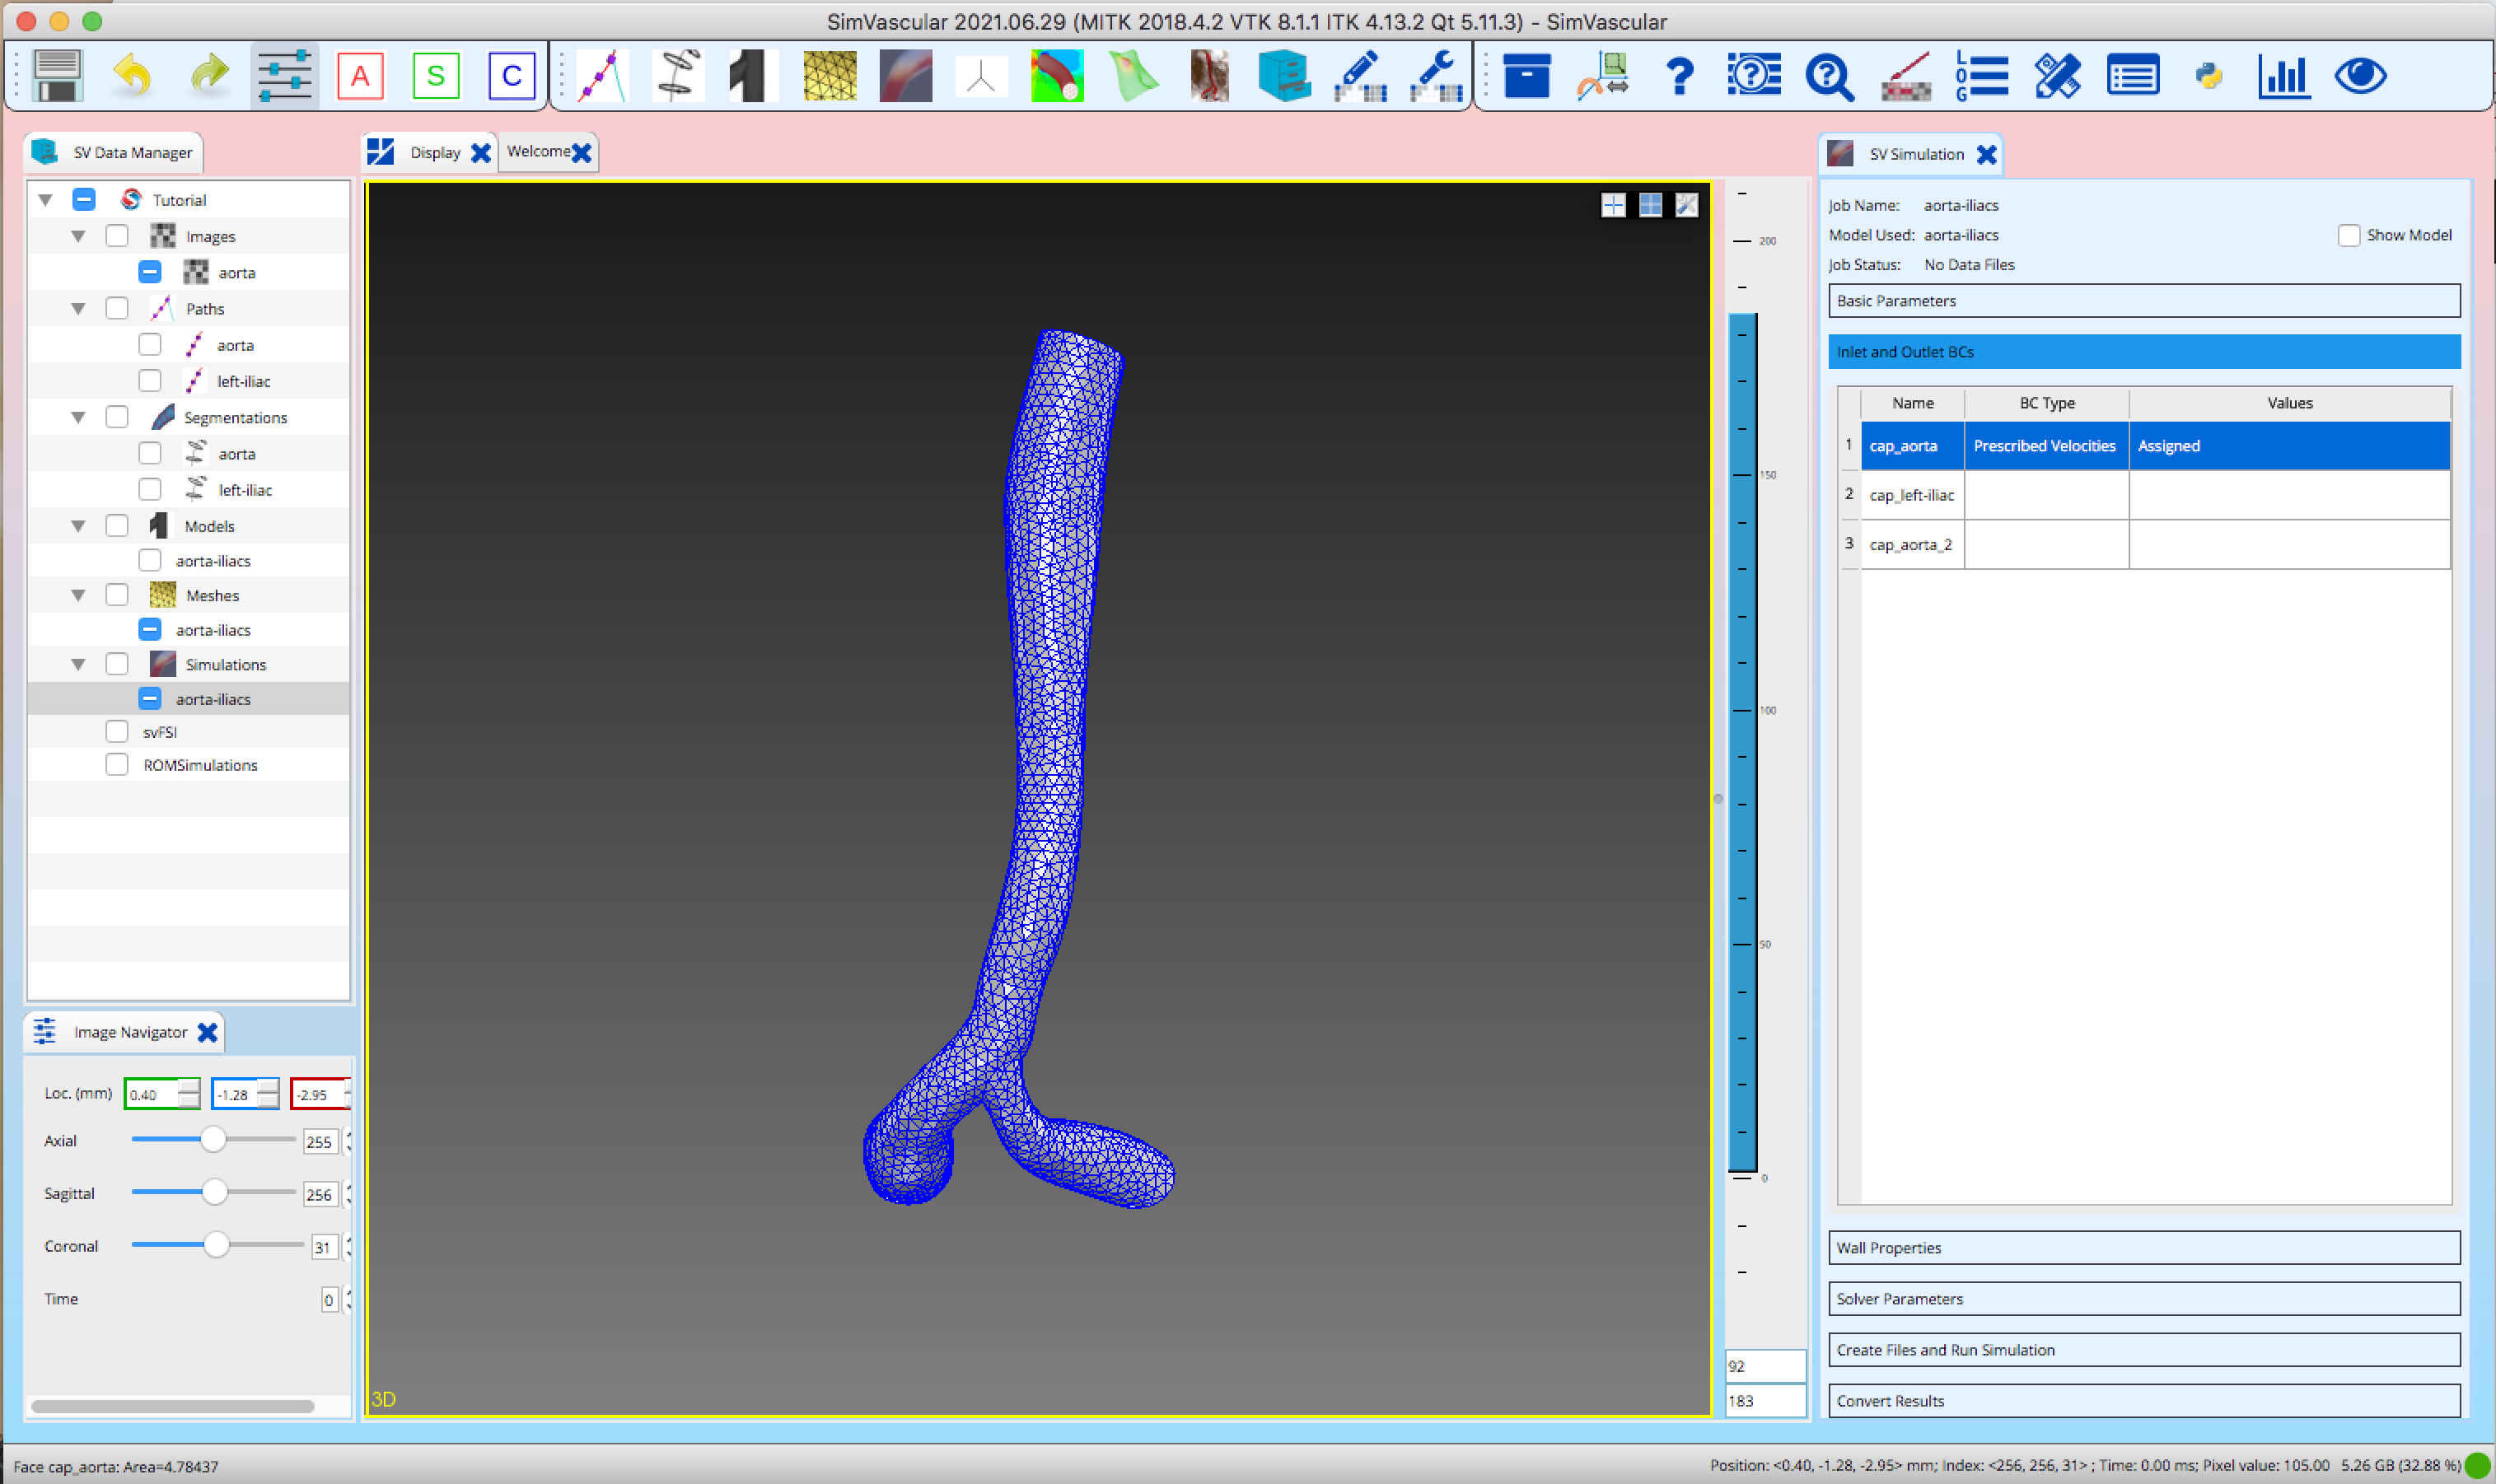 SimVascular 2021.06.29 (MITK 2018.4.2 VTK 8.1.1 ITK 4.13.2 Qt 5.11.3) - SimVascular
A S C
LOG
SV Data Manager
Tutorial
Images
aorta
Paths
aorta
left-iliac
Segmentations
aorta
left-iliac
Models
aorta-iliacs
Meshes
aorta-iliacs
Simulations
aorta-iliacs
svFSI
ROMSimulations
Image Navigator
Loc. (mm) 0.40 -1.28 -2.95
Axial 255
Sagittal 256
Coronal 31
Time 0
Display Welcome
3D
200
150
100
50
0
92
183
SV Simulation
Job Name: aorta-iliacs
Model Used: aorta-iliacs Show Model
Job Status: No Data Files
Basic Parameters
Inlet and Outlet BCs
Name BC Type Values
1 cap_aorta Prescribed Velocities Assigned
2 cap_left-iliac
3 cap_aorta_2
Wall Properties
Solver Parameters
Create Files and Run Simulation
Convert Results
Face cap_aorta: Area=4.78437
Position: <0.40, -1.28, -2.95> mm; Index: <256, 256, 31> ; Time: 0.00 ms; Pixel value: 105.00 5.26 GB (32.88 %)